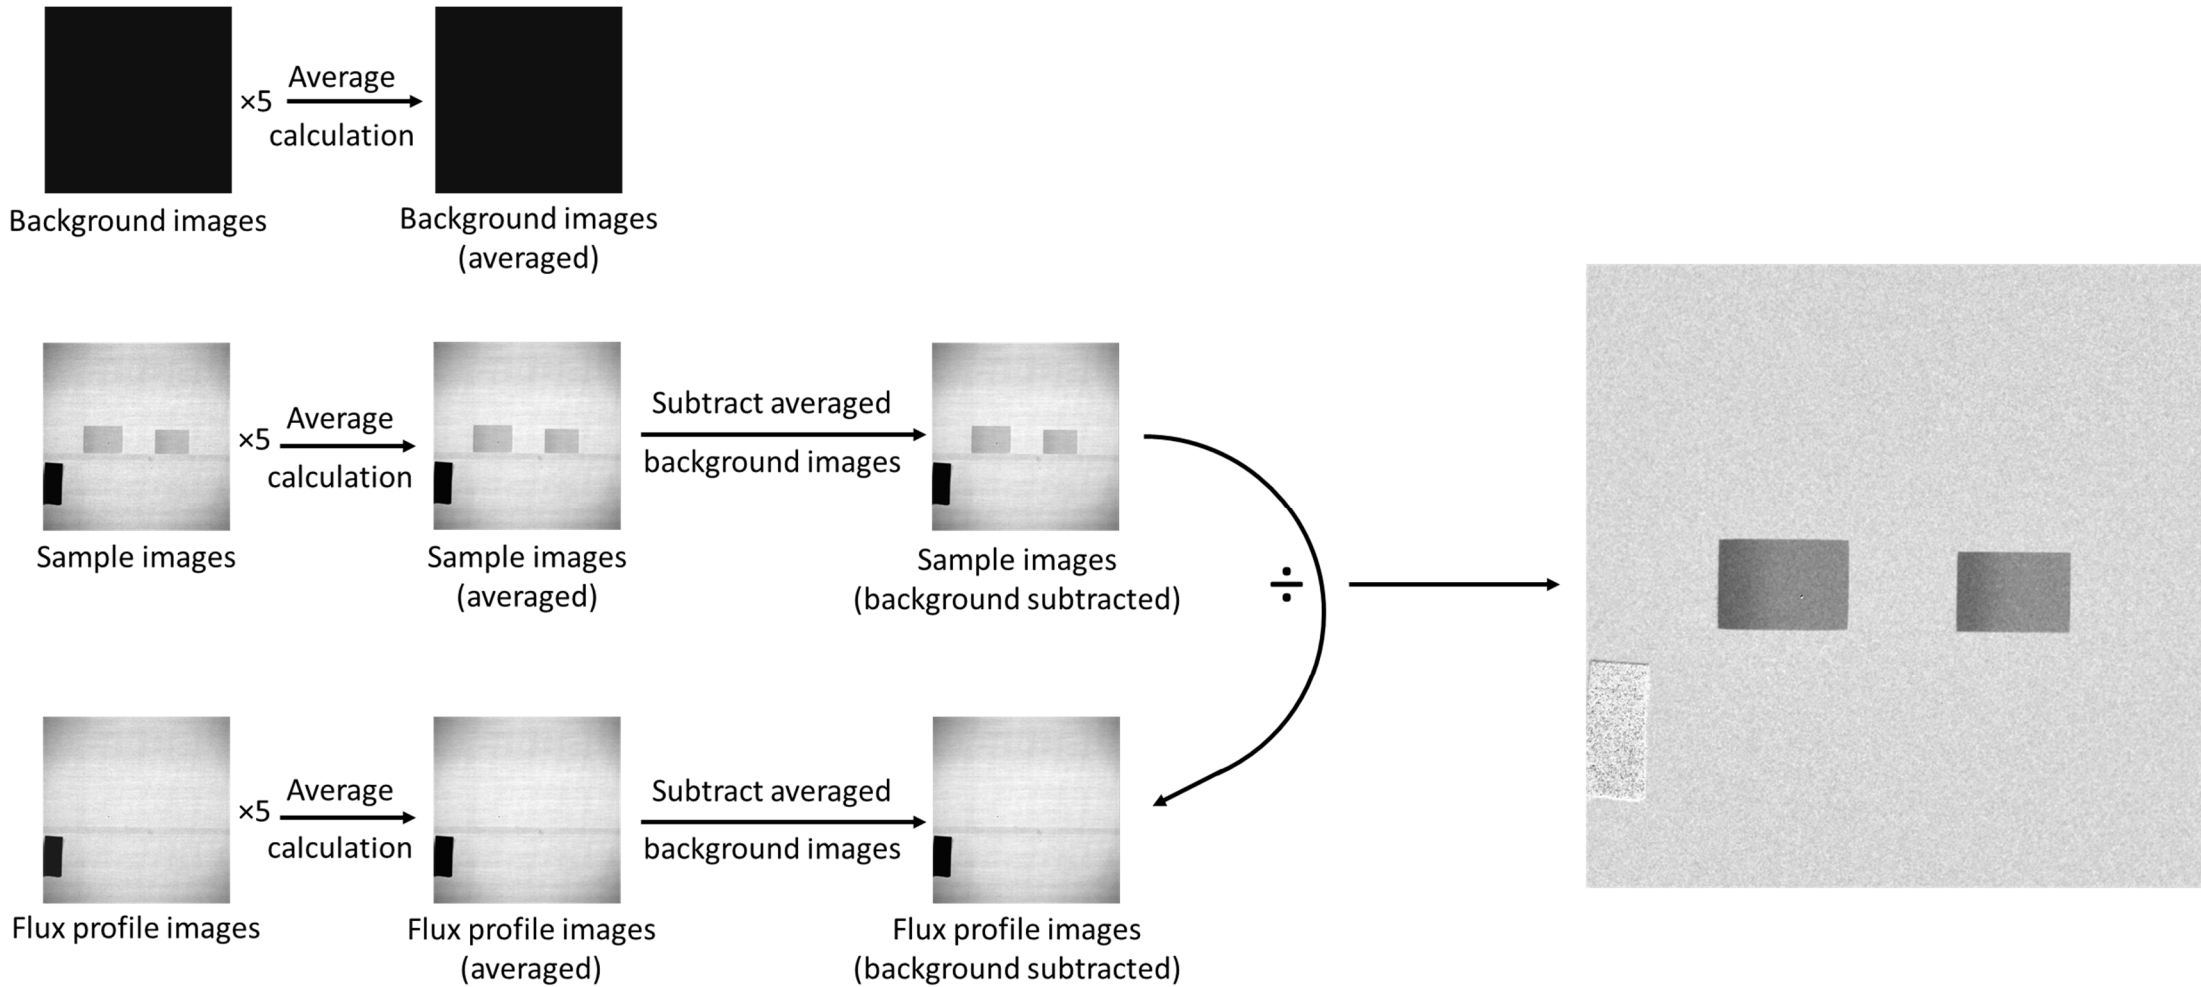 ×5
Average
calculation
Background images
Background images
(averaged)
×5
Average
calculation
Subtract averaged
background images
Sample images
Sample images
(averaged)
Sample images
(background subtracted)
÷
×5
Average
calculation
Subtract averaged
background images
Flux profile images
Flux profile images
(averaged)
Flux profile images
(background subtracted)